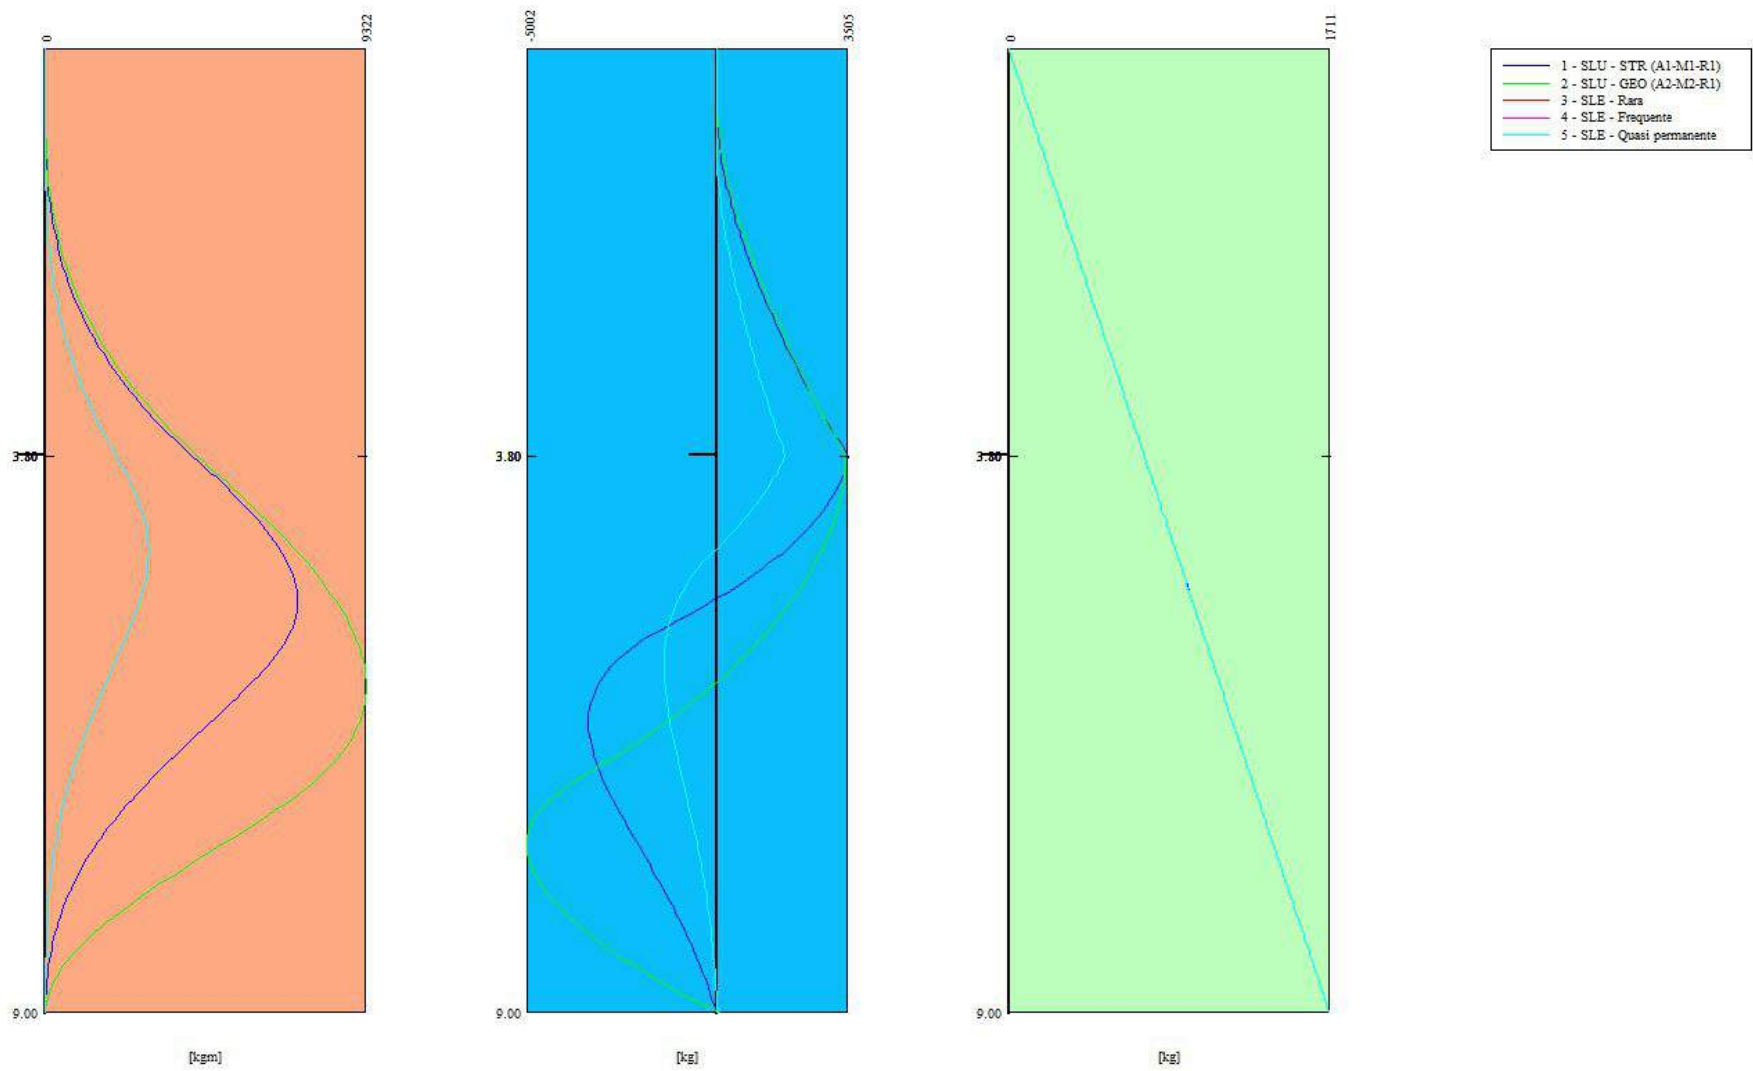 0
9322
-5002
3505
0
1711
1 - SLU - STR (A1-M1-R1)
2 - SLU - GEO (A2-M2-R1)
3 - SLE - Rara
4 - SLE - Frequente
5 - SLE - Quasi permanente
3.80
3.80
3.80
9.00
9.00
9.00
[kgm]
[kg]
[kg]